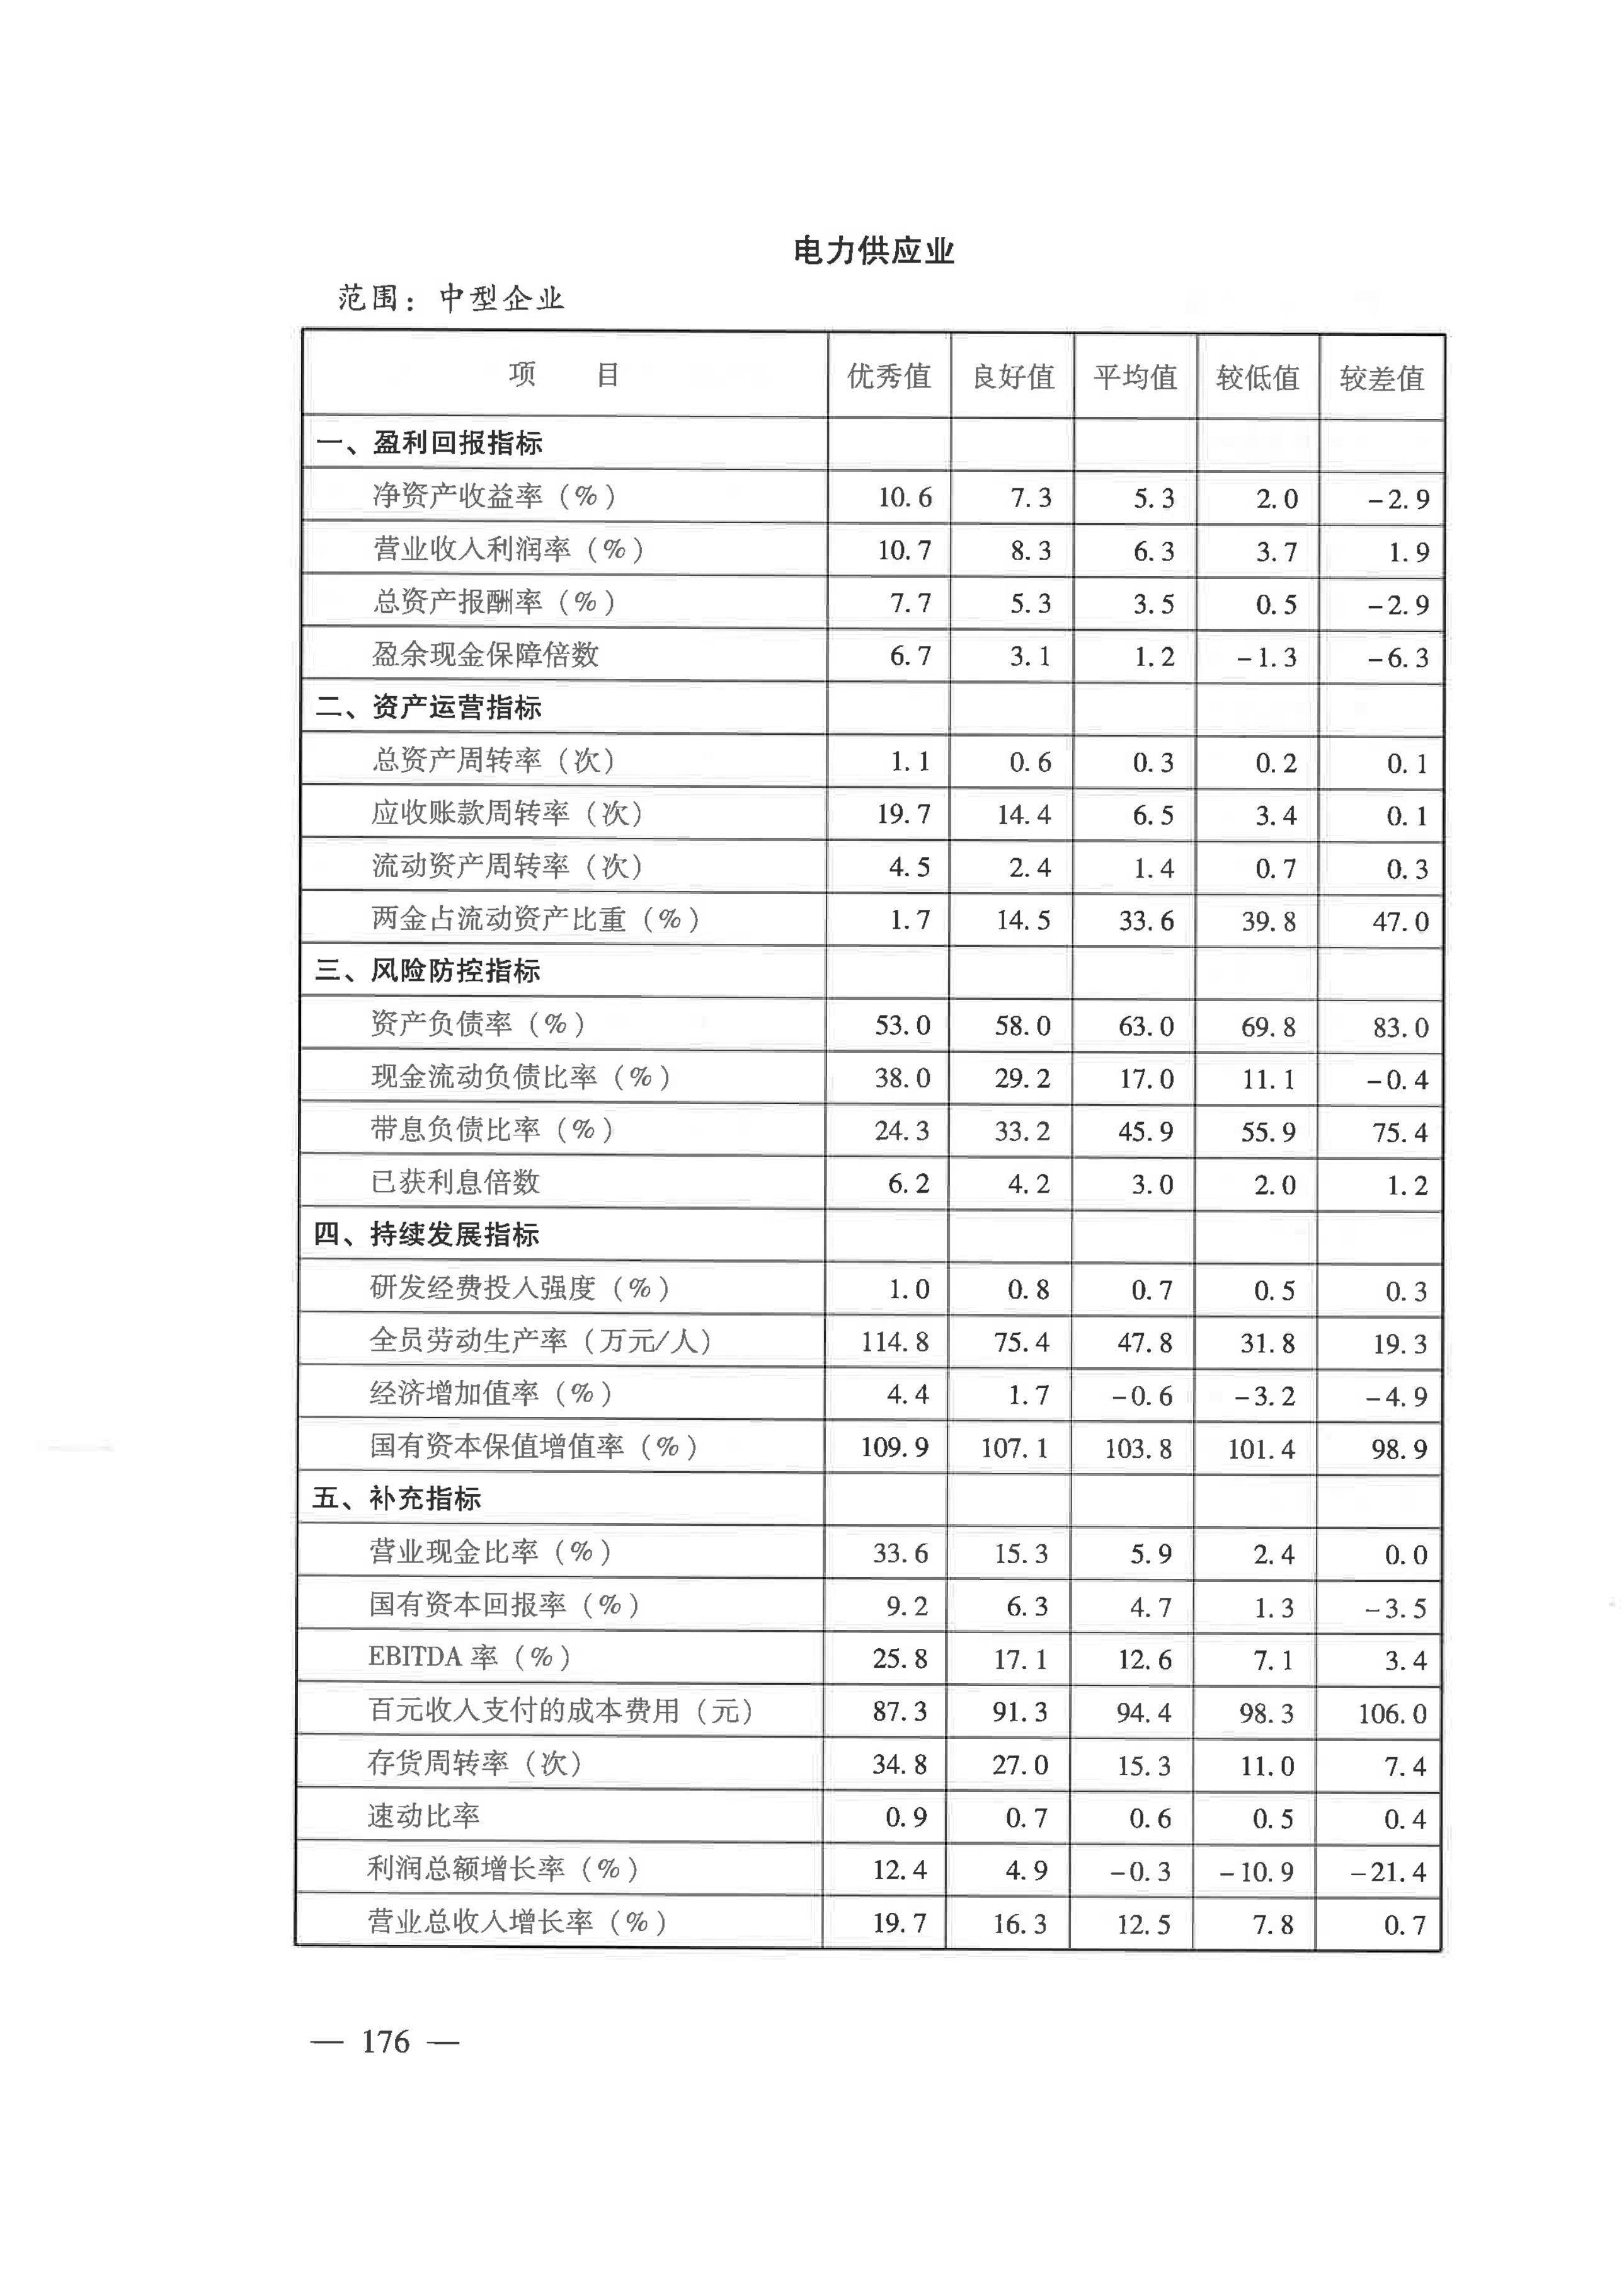 电力供应业
范围：中型企业
项 目 优秀值 良好值 平均值 较低值 较差值
一、盈利回报指标
净资产收益率（%） 10.6 7.3 5.3 2.0 -2.9
营业收入利润率（%） 10.7 8.3 6.3 3.7 1.9
总资产报酬率（%） 7.7 5.3 3.5 0.5 -2.9
盈余现金保障倍数 6.7 3.1 1.2 -1.3 -6.3
二、资产运营指标
总资产周转率（次） 1.1 0.6 0.3 0.2 0.1
应收账款周转率（次） 19.7 14.4 6.5 3.4 0.1
流动资产周转率（次） 4.5 2.4 1.4 0.7 0.3
两金占流动资产比重（%） 1.7 14.5 33.6 39.8 47.0
三、风险防控指标
资产负债率（%） 53.0 58.0 63.0 69.8 83.0
现金流动负债比率（%） 38.0 29.2 17.0 11.1 -0.4
带息负债比率（%） 24.3 33.2 45.9 55.9 75.4
已获利息倍数 6.2 4.2 3.0 2.0 1.2
四、持续发展指标
研发经费投入强度（%） 1.0 0.8 0.7 0.5 0.3
全员劳动生产率（万元/人） 114.8 75.4 47.8 31.8 19.3
经济增加值率（%） 4.4 1.7 -0.6 -3.2 -4.9
国有资本保值增值率（%） 109.9 107.1 103.8 101.4 98.9
五、补充指标
营业现金比率（%） 33.6 15.3 5.9 2.4 0.0
国有资本回报率（%） 9.2 6.3 4.7 1.3 -3.5
EBITDA 率（%） 25.8 17.1 12.6 7.1 3.4
百元收入支付的成本费用（元） 87.3 91.3 94.4 98.3 106.0
存货周转率（次） 34.8 27.0 15.3 11.0 7.4
速动比率 0.9 0.7 0.6 0.5 0.4
利润总额增长率（%） 12.4 4.9 -0.3 -10.9 -21.4
营业总收入增长率（%） 19.7 16.3 12.5 7.8 0.7
— 176 —